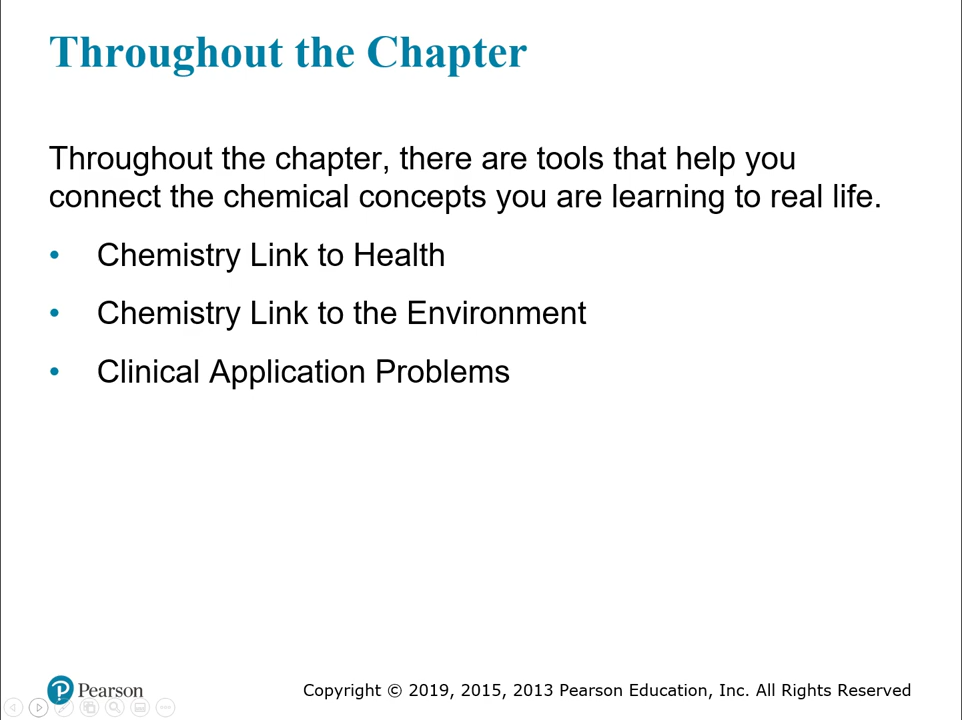 Throughout the Chapter
Throughout the chapter, there are tools that help you
connect the chemical concepts you are learning to real life.
• Chemistry Link to Health
• Chemistry Link to the Environment
• Clinical Application Problems
Pearson
Copyright © 2019, 2015, 2013 Pearson Education, Inc. All Rights Reserved